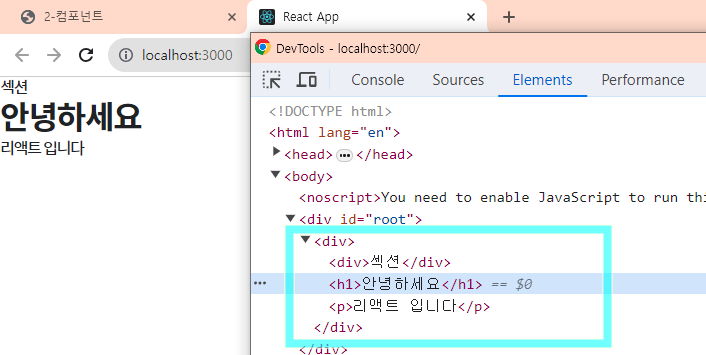 2-컴포넌트
React App
localhost:3000
섹션
안녕하세요
리액트 입니다
DevTools - localhost:3000/
Console Sources Elements Performance
<!DOCTYPE html>
<html lang="en">
<head> ••• </head>
<body>
<noscript>You need to enable JavaScript to run thi
<div id="root">
<div>
<div>섹션</div>
••• <h1>안녕하세요</h1> == $0
<p>리액트 입니다</p>
</div>
</div>